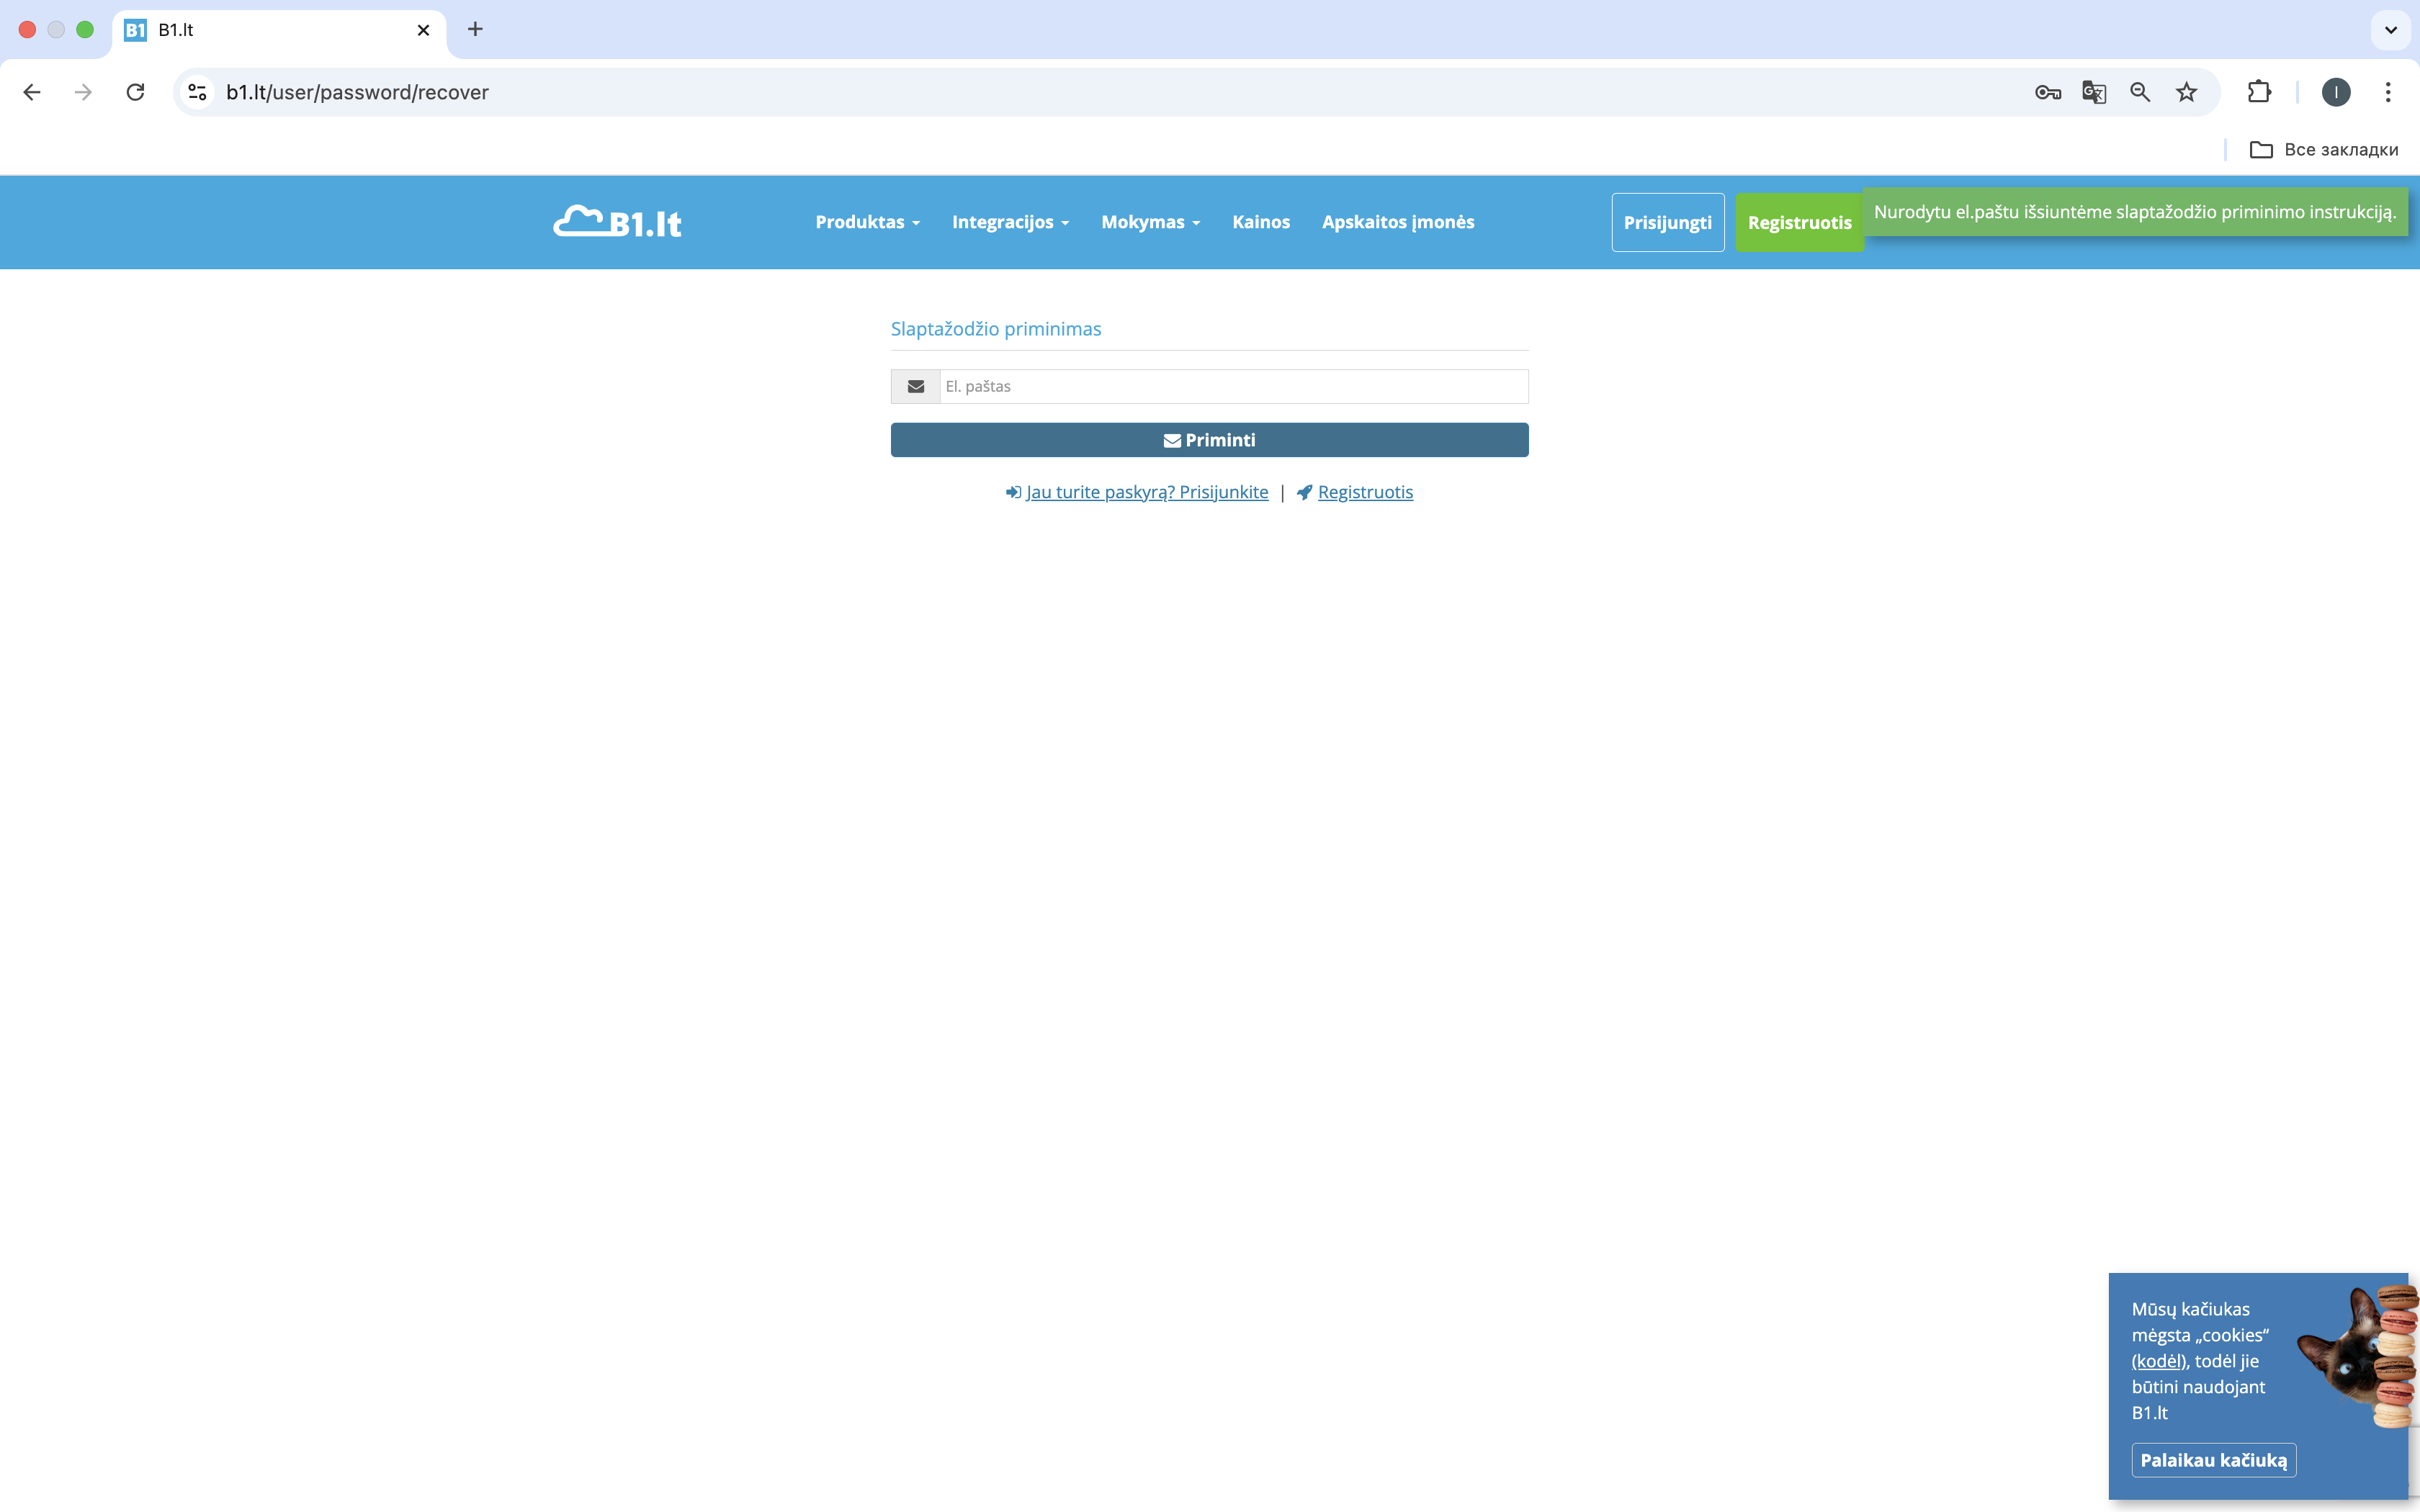 B1 B1.lt
b1.lt/user/password/recover
I
Все закладки
B1.lt
Produktas
Integracijos
Mokymas
Kainos
Apskaitos įmonės
Prisijungti
Registruotis
Nurodytu el.paštu išsiuntėme slaptažodžio priminimo instrukciją.
Slaptažodžio priminimas
El. paštas
Priminti
Jau turite paskyrą? Prisijunkite | Registruotis
Mūsų kačiukas
mėgsta „cookies“
(kodėl), todėl jie
būtini naudojant
B1.lt
Palaikau kačiuką